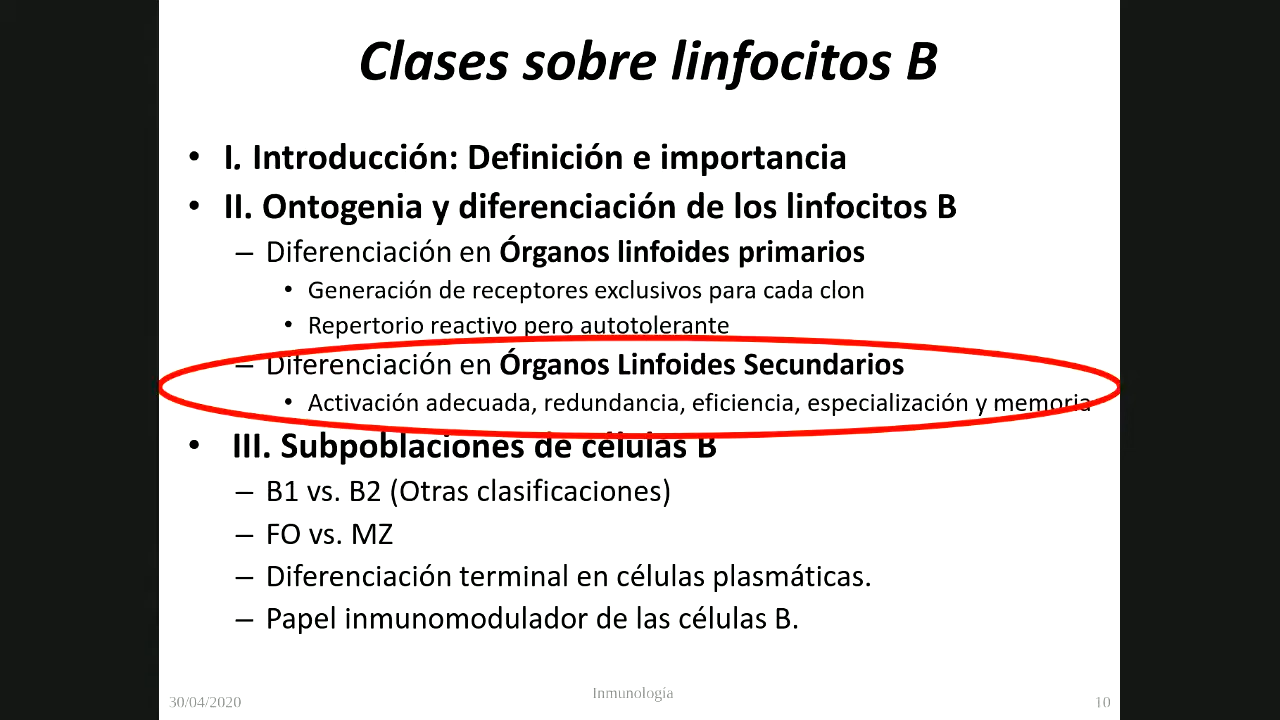 Clases sobre linfocitos B
• I. Introducción: Definición e importancia
• II. Ontogenia y diferenciación de los linfocitos B
– Diferenciación en Órganos linfoides primarios
• Generación de receptores exclusivos para cada clon
• Repertorio reactivo pero autotolerante
– Diferenciación en Órganos Linfoides Secundarios
• Activación adecuada, redundancia, eficiencia, especialización y memoria
• III. Subpoblaciones de células B
– B1 vs. B2 (Otras clasificaciones)
– FO vs. MZ
– Diferenciación terminal en células plasmáticas.
– Papel inmunomodulador de las células B.
30/04/2020
Inmunología
10